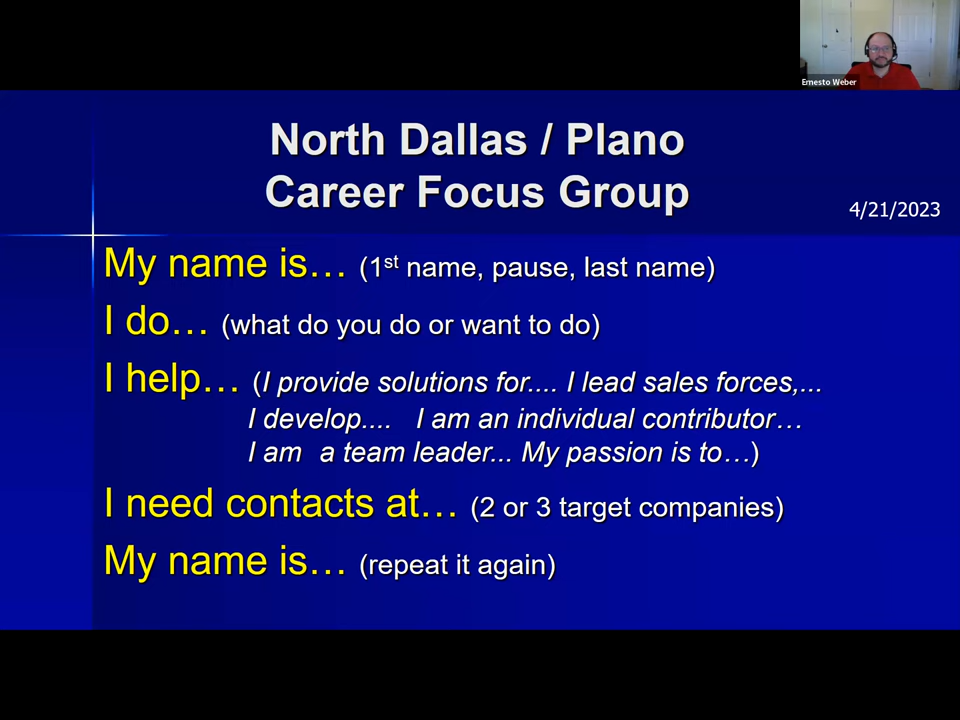 Ernesto Weber
North Dallas / Plano
Career Focus Group
4/21/2023
My name is… (1st name, pause, last name)
I do… (what do you do or want to do)
I help… (I provide solutions for.... I lead sales forces,...
I develop.... I am an individual contributor…
I am a team leader... My passion is to…)
I need contacts at… (2 or 3 target companies)
My name is… (repeat it again)